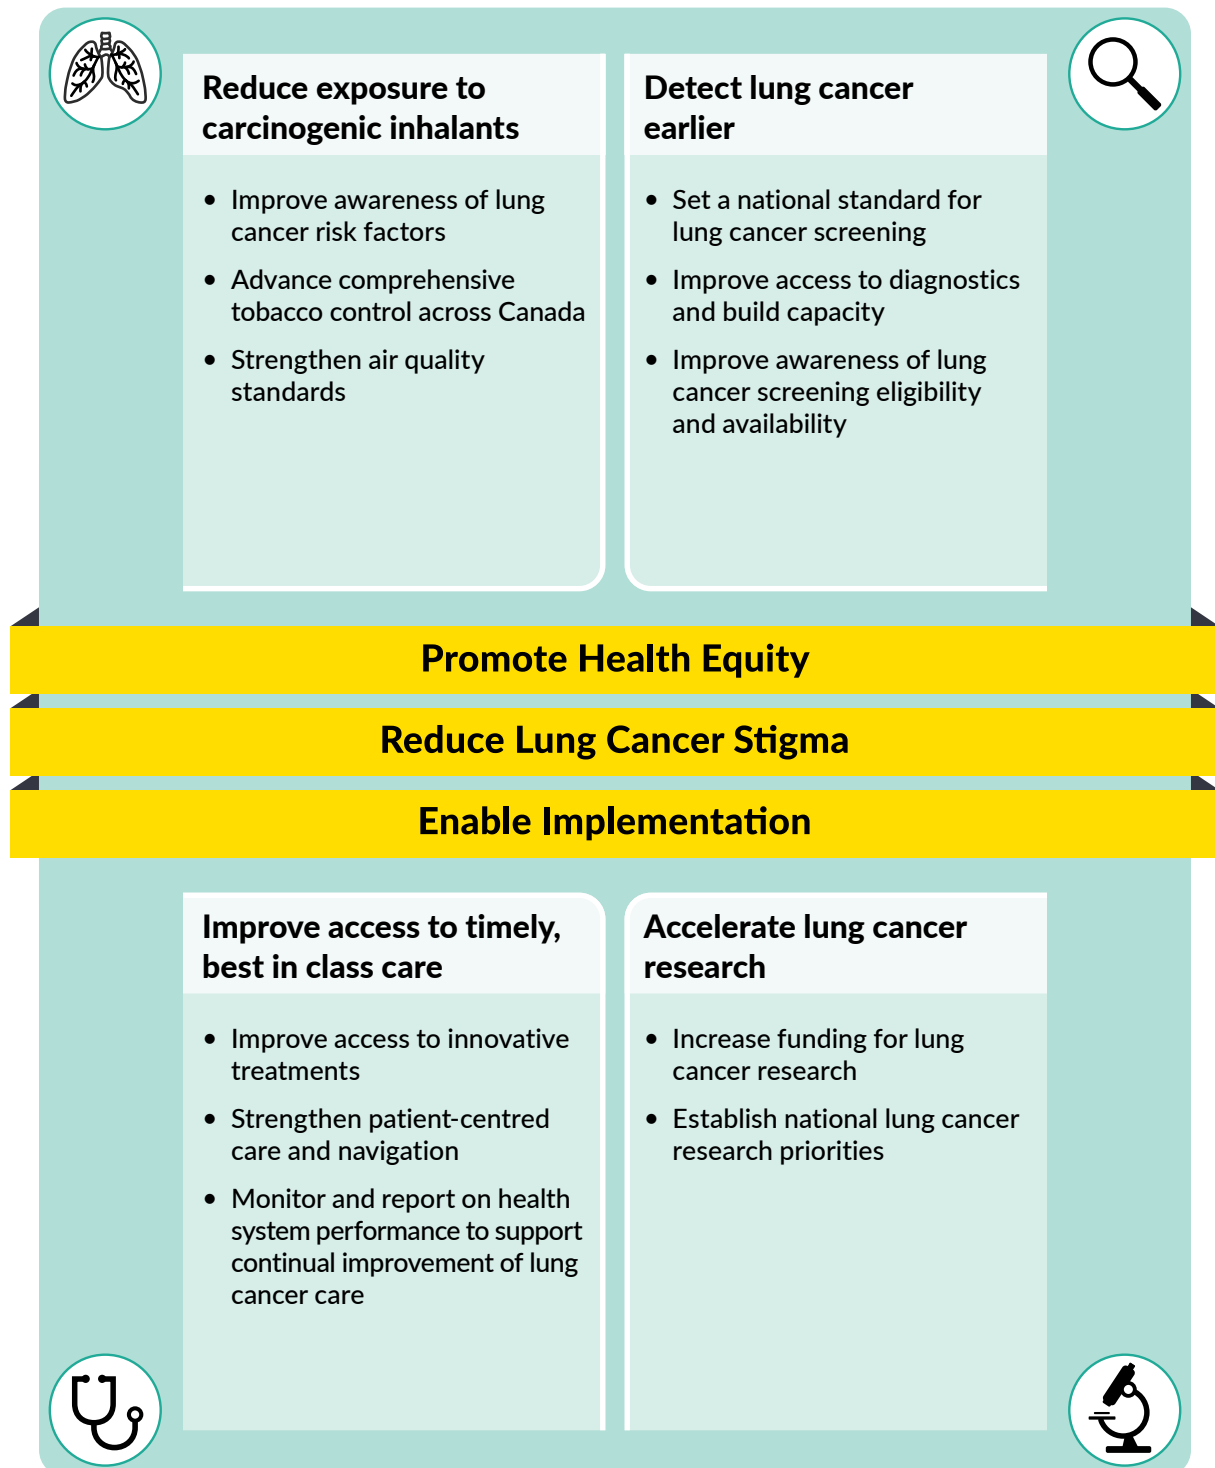 Reduce exposure to
carcinogenic inhalants
• Improve awareness of lung
cancer risk factors
• Advance comprehensive
tobacco control across Canada
• Strengthen air quality
standards
Detect lung cancer
earlier
• Set a national standard for
lung cancer screening
• Improve access to diagnostics
and build capacity
• Improve awareness of lung
cancer screening eligibility
and availability
Promote Health Equity
Reduce Lung Cancer Stigma
Enable Implementation
Improve access to timely,
best in class care
• Improve access to innovative
treatments
• Strengthen patient-centred
care and navigation
• Monitor and report on health
system performance to support
continual improvement of lung
cancer care
Accelerate lung cancer
research
• Increase funding for lung
cancer research
• Establish national lung cancer
research priorities